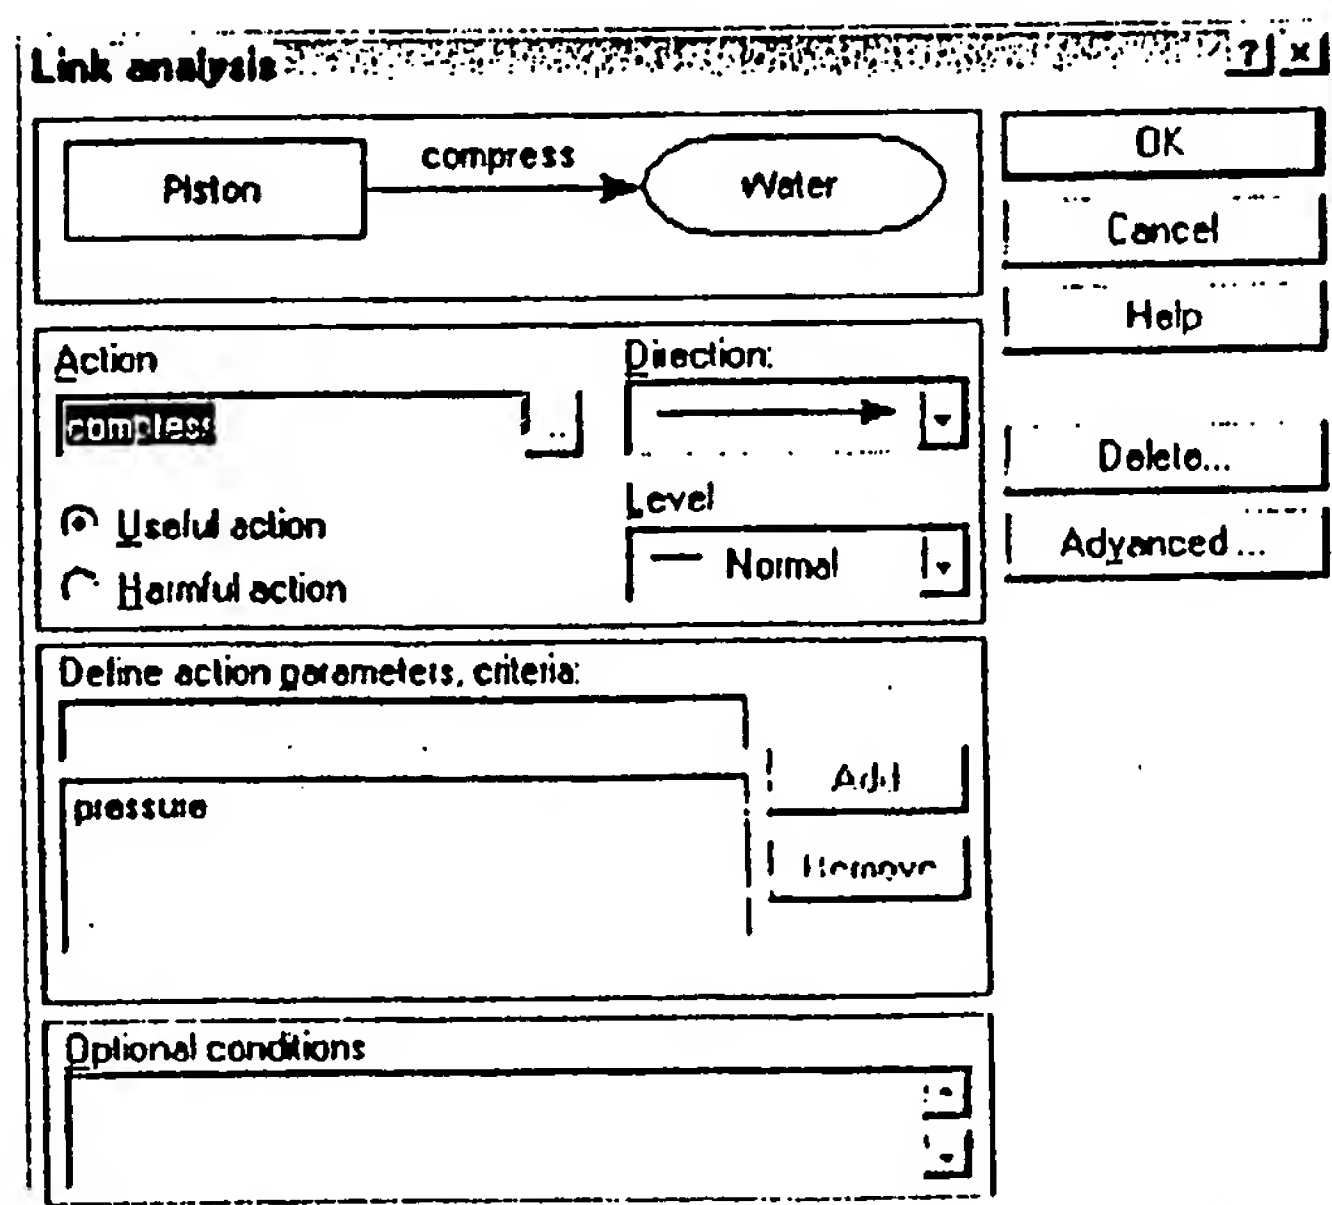 Link analysis ? ×
Piston compress Water
OK
Cancel
Help
Action Direction:
compress ..
Delete...
Useful action
Level
Harmful action
Normal
Advanced...
Define action parameters, criteria:
Add
pressure
Remove
Optional conditions